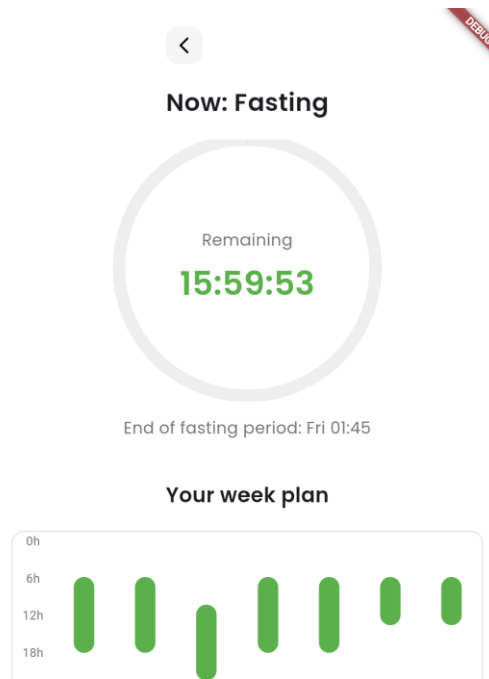 DEBUG
Now: Fasting
Remaining
15:59:53
End of fasting period: Fri 01:45
Your week plan
0h
6h
12h
18h